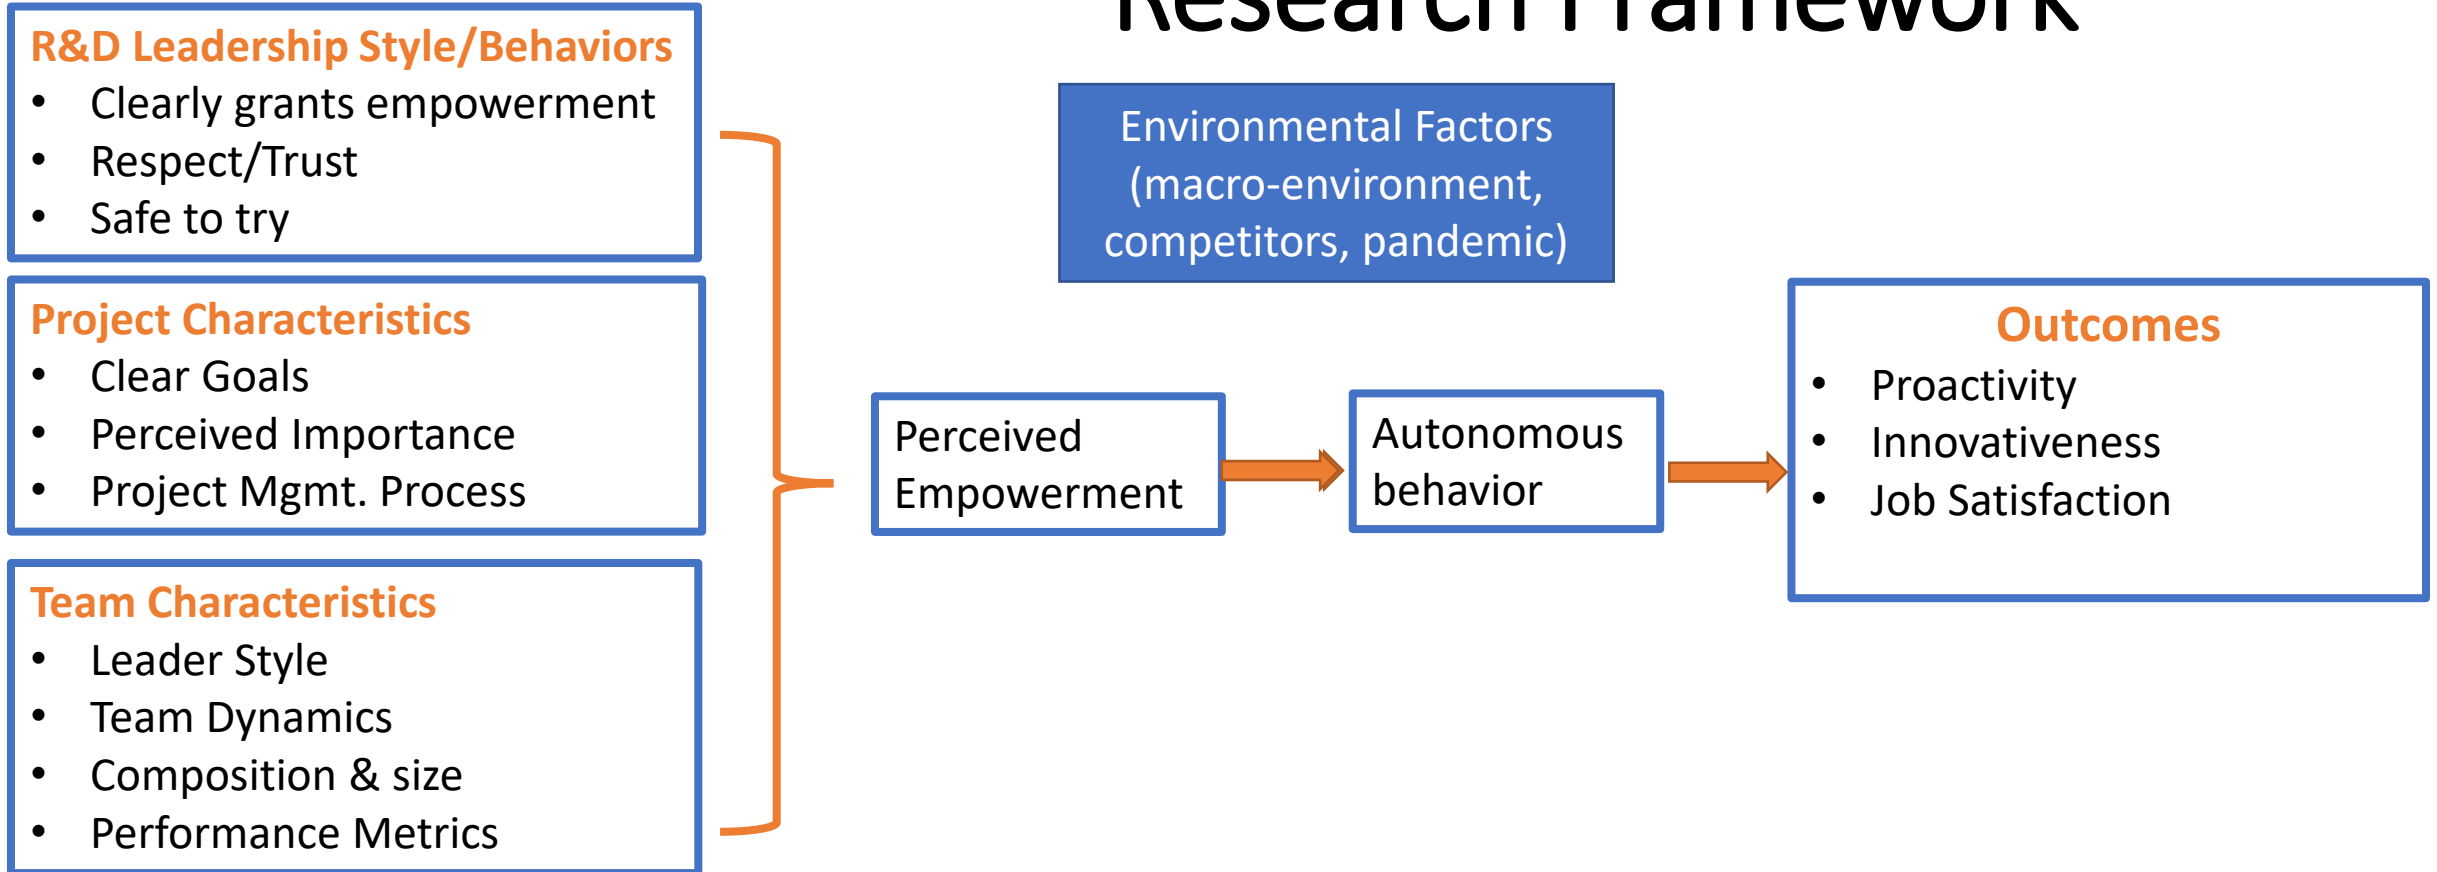 Research Framework
R&D Leadership Style/Behaviors
• Clearly grants empowerment
• Respect/Trust
• Safe to try
Project Characteristics
• Clear Goals
• Perceived Importance
• Project Mgmt. Process
Team Characteristics
• Leader Style
• Team Dynamics
• Composition & size
• Performance Metrics
Environmental Factors
(macro-environment,
competitors, pandemic)
Perceived
Empowerment
Autonomous
behavior
Outcomes
• Proactivity
• Innovativeness
• Job Satisfaction